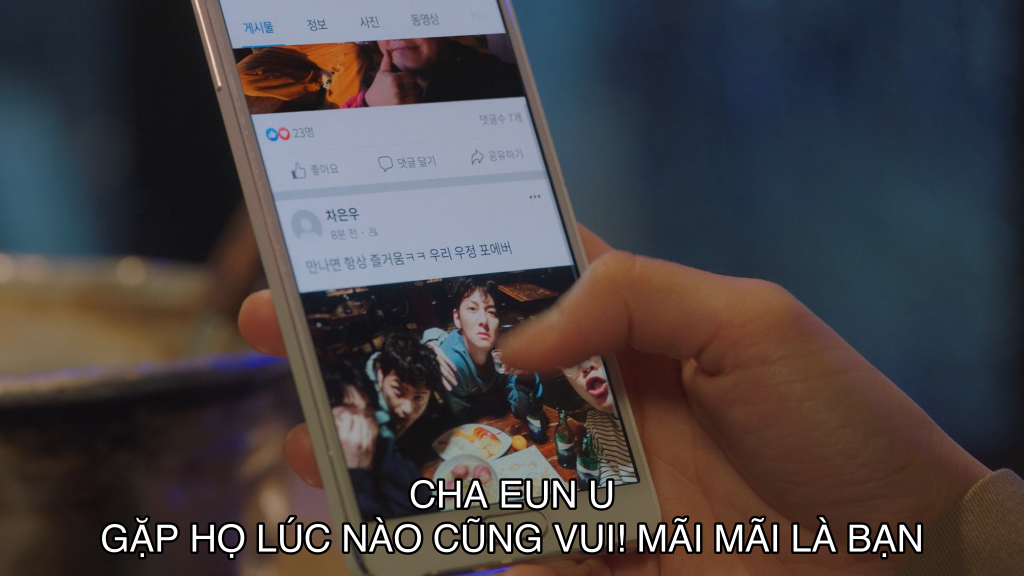 게시물 정보 사진 동영상
23명 댓글수 7개
좋아요 댓글 달기 공유하기
차은우
8분 전 ·
만나면 항상 즐거움ㅋㅋ 우리 우정 포에버
CHA EUN U
GẶP HỌ LÚC NÀO CŨNG VUI! MÃI MÃI LÀ BẠN